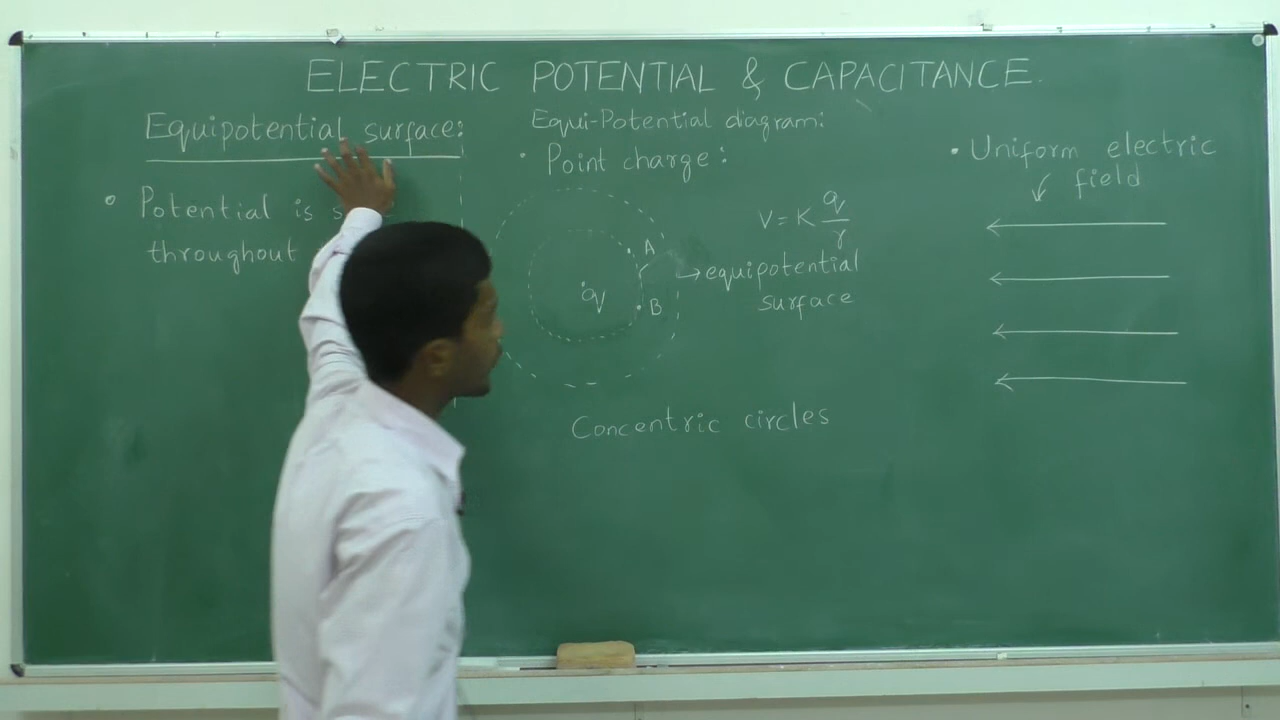 ELECTRIC POTENTIAL & CAPACITANCE.
Equipotential surface:
• Potential is
throughout
Equi-Potential diagram:
• Point charge:
V = K q/r
A
B
q
→ equipotential
surface
Concentric circles
• Uniform electric
field